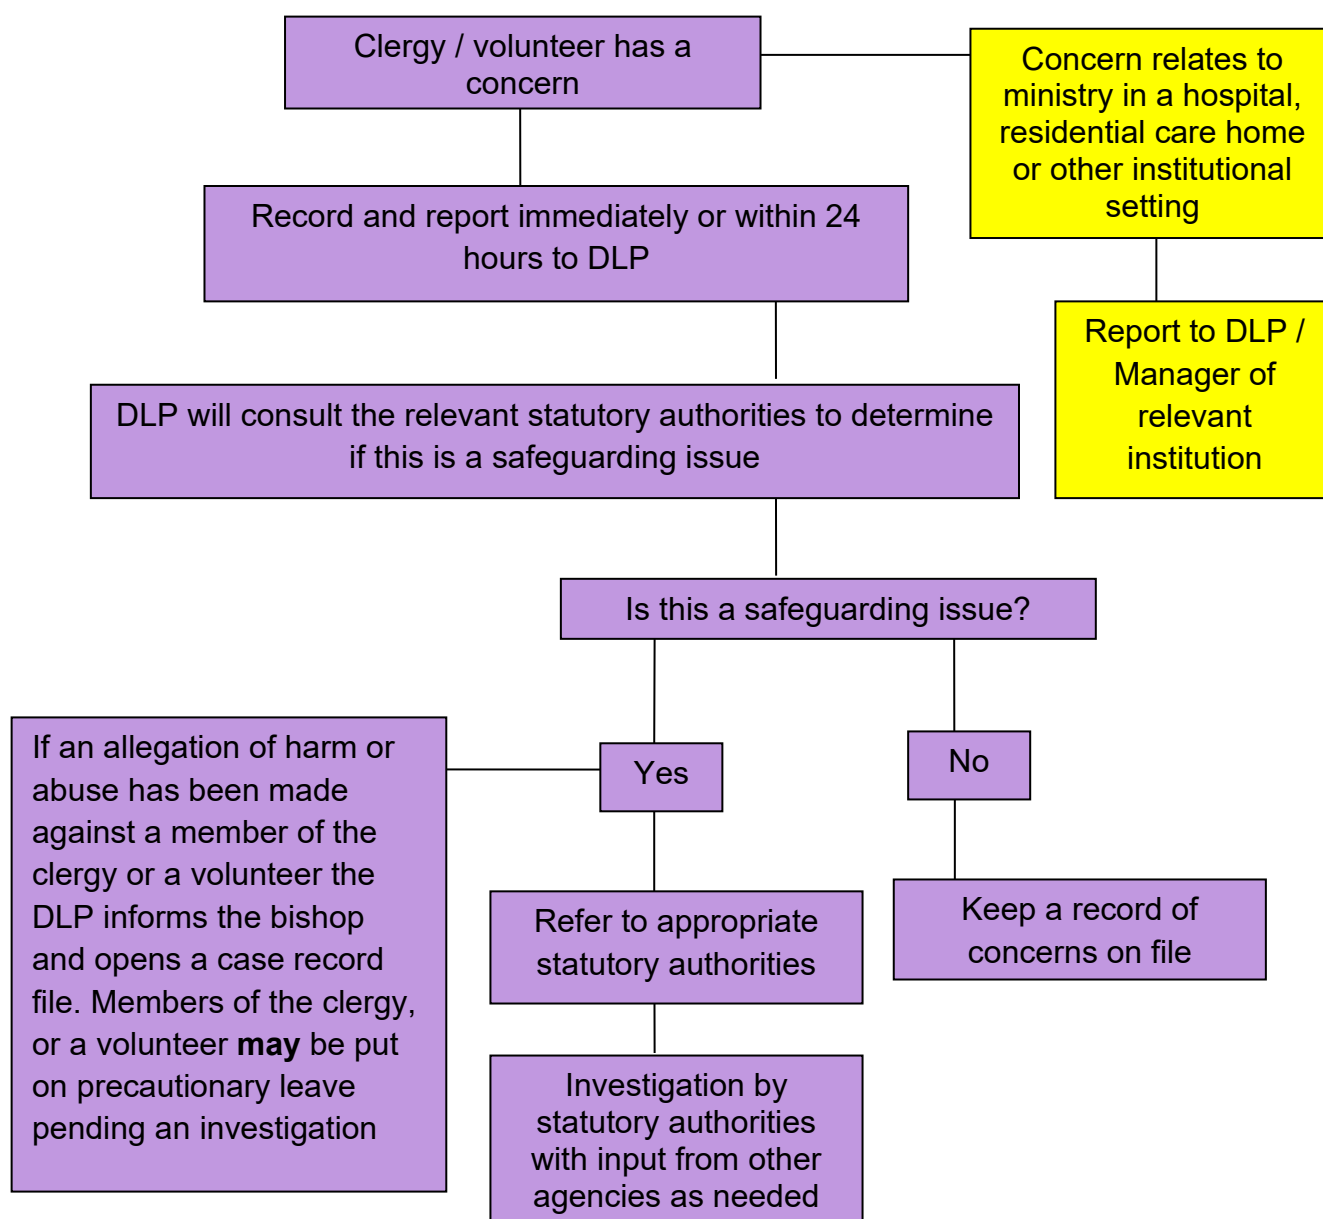 Clergy / volunteer has a
concern
Concern relates to
ministry in a hospital,
residential care home
or other institutional
setting
Record and report immediately or within 24
hours to DLP
Report to DLP /
Manager of
relevant
institution
DLP will consult the relevant statutory authorities to determine
if this is a safeguarding issue
Is this a safeguarding issue?
If an allegation of harm or
abuse has been made
against a member of the
clergy or a volunteer the
DLP informs the bishop
and opens a case record
file. Members of the clergy,
or a volunteer may be put
on precautionary leave
pending an investigation
Yes
No
Refer to appropriate
statutory authorities
Keep a record of
concerns on file
Investigation by
statutory authorities
with input from other
agencies as needed